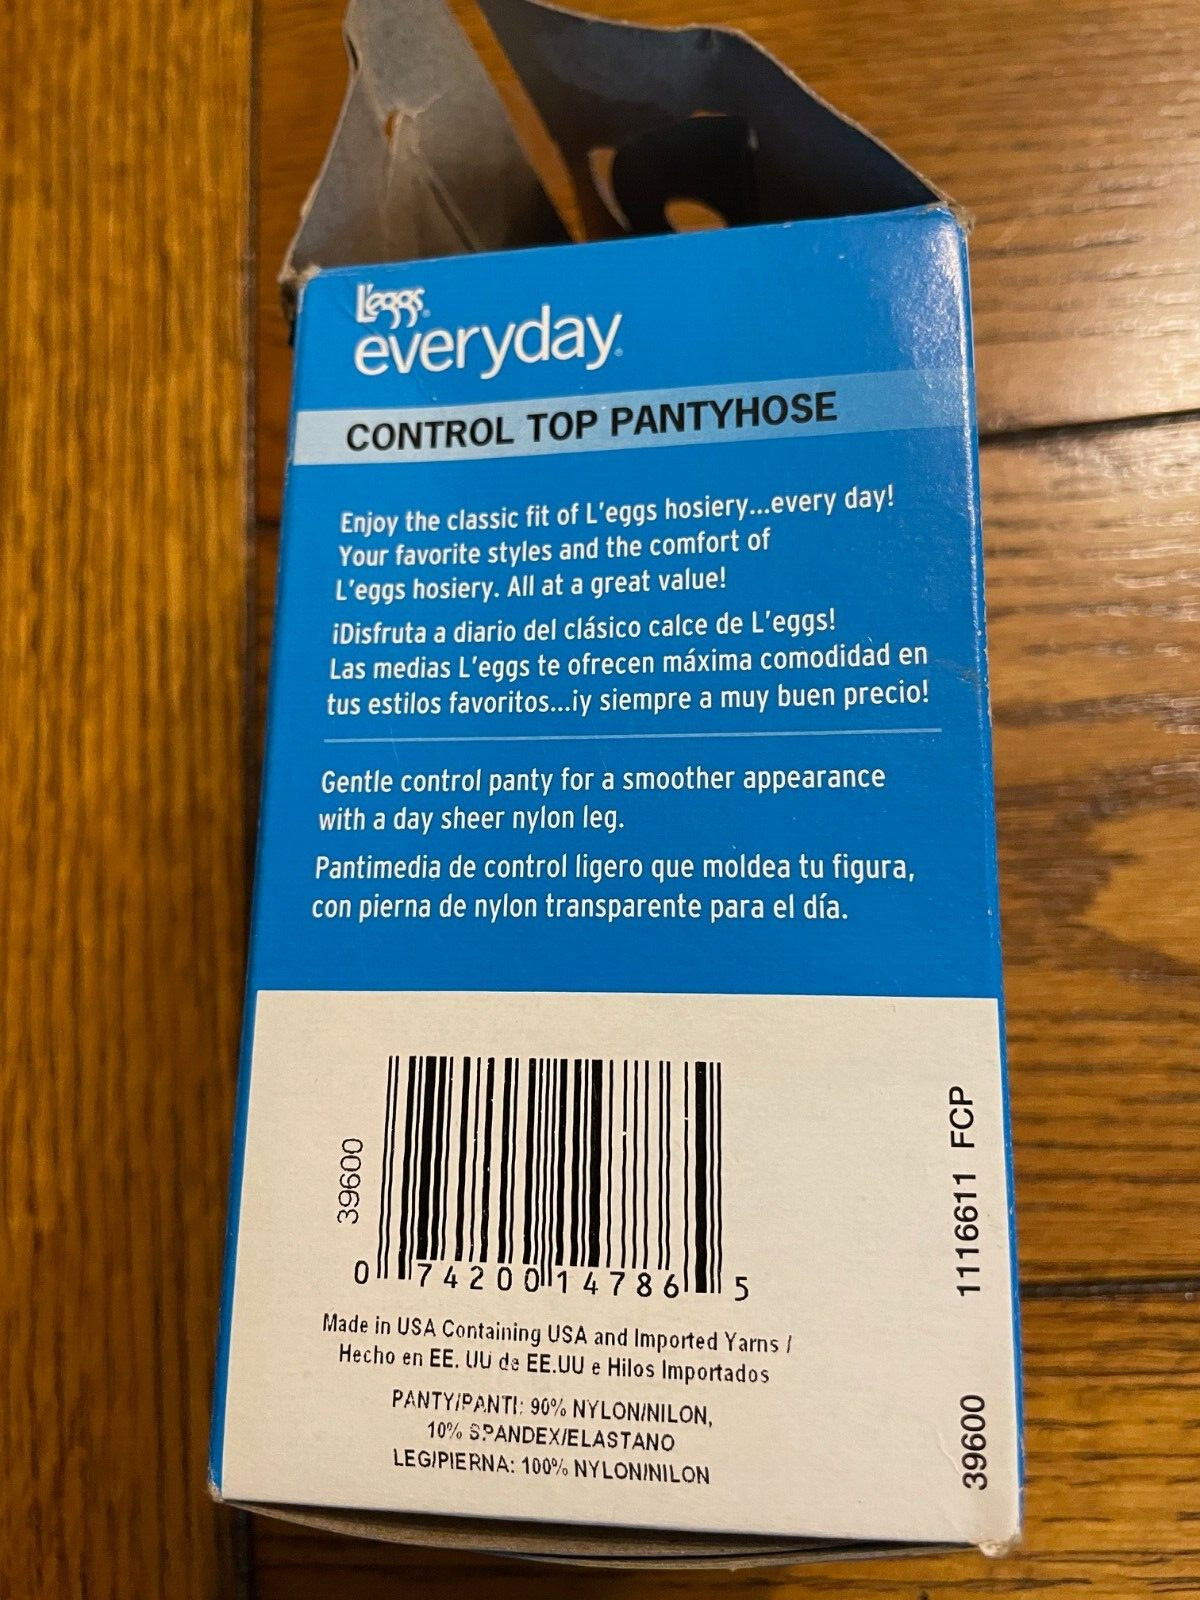 L'eggs®
everyday®
CONTROL TOP PANTYHOSE
Enjoy the classic fit of L'eggs hosiery...every day!
Your favorite styles and the comfort of
L'eggs hosiery. All at a great value!
¡Disfruta a diario del clásico calce de L'eggs!
Las medias L'eggs te ofrecen máxima comodidad en
tus estilos favoritos...¡y siempre a muy buen precio!
Gentle control panty for a smoother appearance
with a day sheer nylon leg.
Pantimedia de control ligero que moldea tu figura,
con pierna de nylon transparente para el día.
39600
0 74200 14786 5
Made in USA Containing USA and Imported Yarns /
Hecho en EE. UU de EE.UU e Hilos Importados
PANTY/PANTI: 90% NYLON/NILON,
10% SPANDEX/ELASTANO
LEG/PIERNA: 100% NYLON/NILON
39600 1116611 FCP